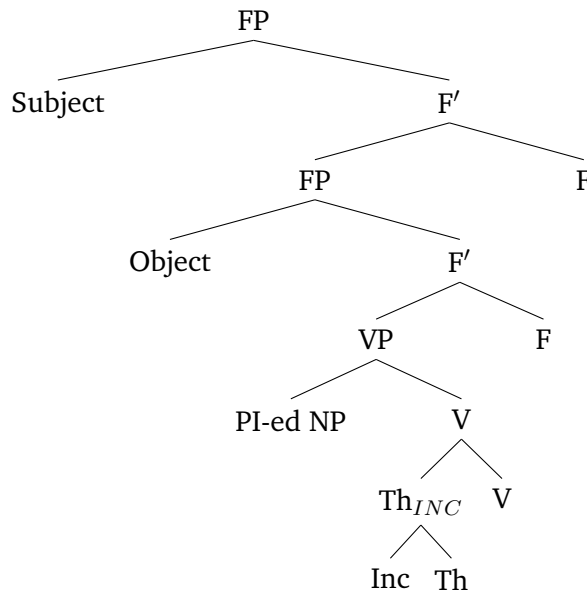 FP
Subject F′
FP F
Object F′
VP F
PI-ed NP V
Th_INC V
Inc Th